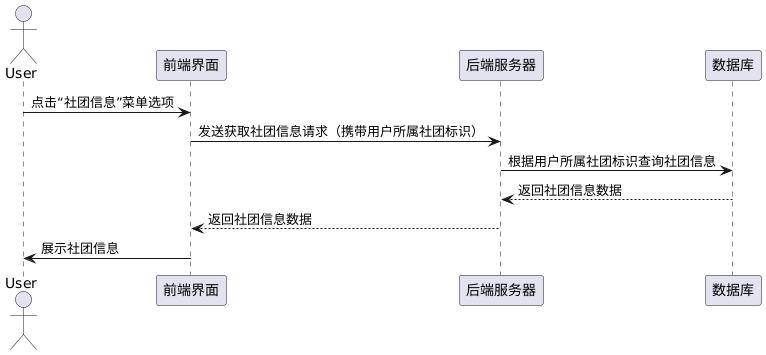 User
前端界面
后端服务器
数据库
点击“社团信息”菜单选项
发送获取社团信息请求（携带用户所属社团标识）
根据用户所属社团标识查询社团信息
返回社团信息数据
返回社团信息数据
展示社团信息
User
前端界面
后端服务器
数据库